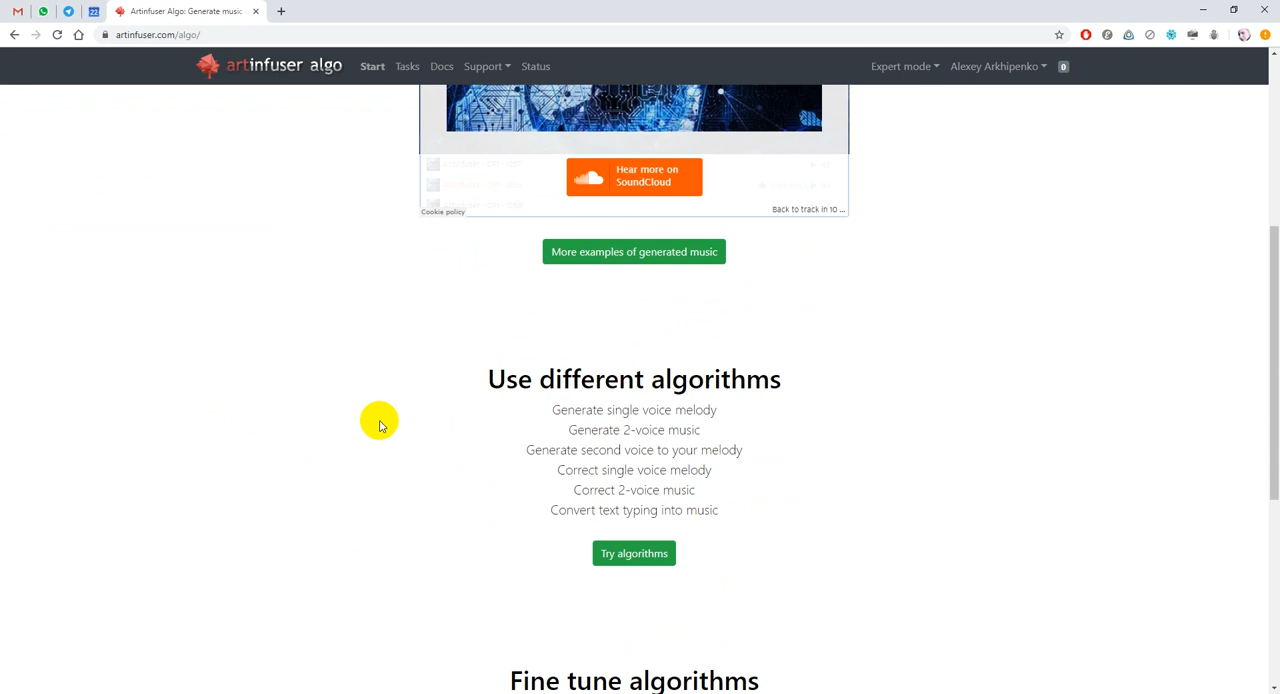 Artinfuser Algo: Generate music
artinfuser.com/algo/
artinfuser algo Start Tasks Docs Support Status Expert mode Alexey Arkhipenko 0
Hear more on
SoundCloud
Cookie policy Back to track in 10 ...
More examples of generated music
Use different algorithms
Generate single voice melody
Generate 2-voice music
Generate second voice to your melody
Correct single voice melody
Correct 2-voice music
Convert text typing into music
Try algorithms
Fine tune algorithms